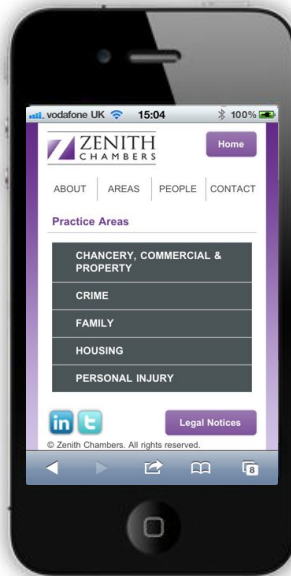 vodafone UK 15:04 100%
ZENITH
CHAMBERS
Home
ABOUT AREAS PEOPLE CONTACT
Practice Areas
CHANCERY, COMMERCIAL &
PROPERTY
CRIME
FAMILY
HOUSING
PERSONAL INJURY
in t
Legal Notices
© Zenith Chambers. All rights reserved.
8